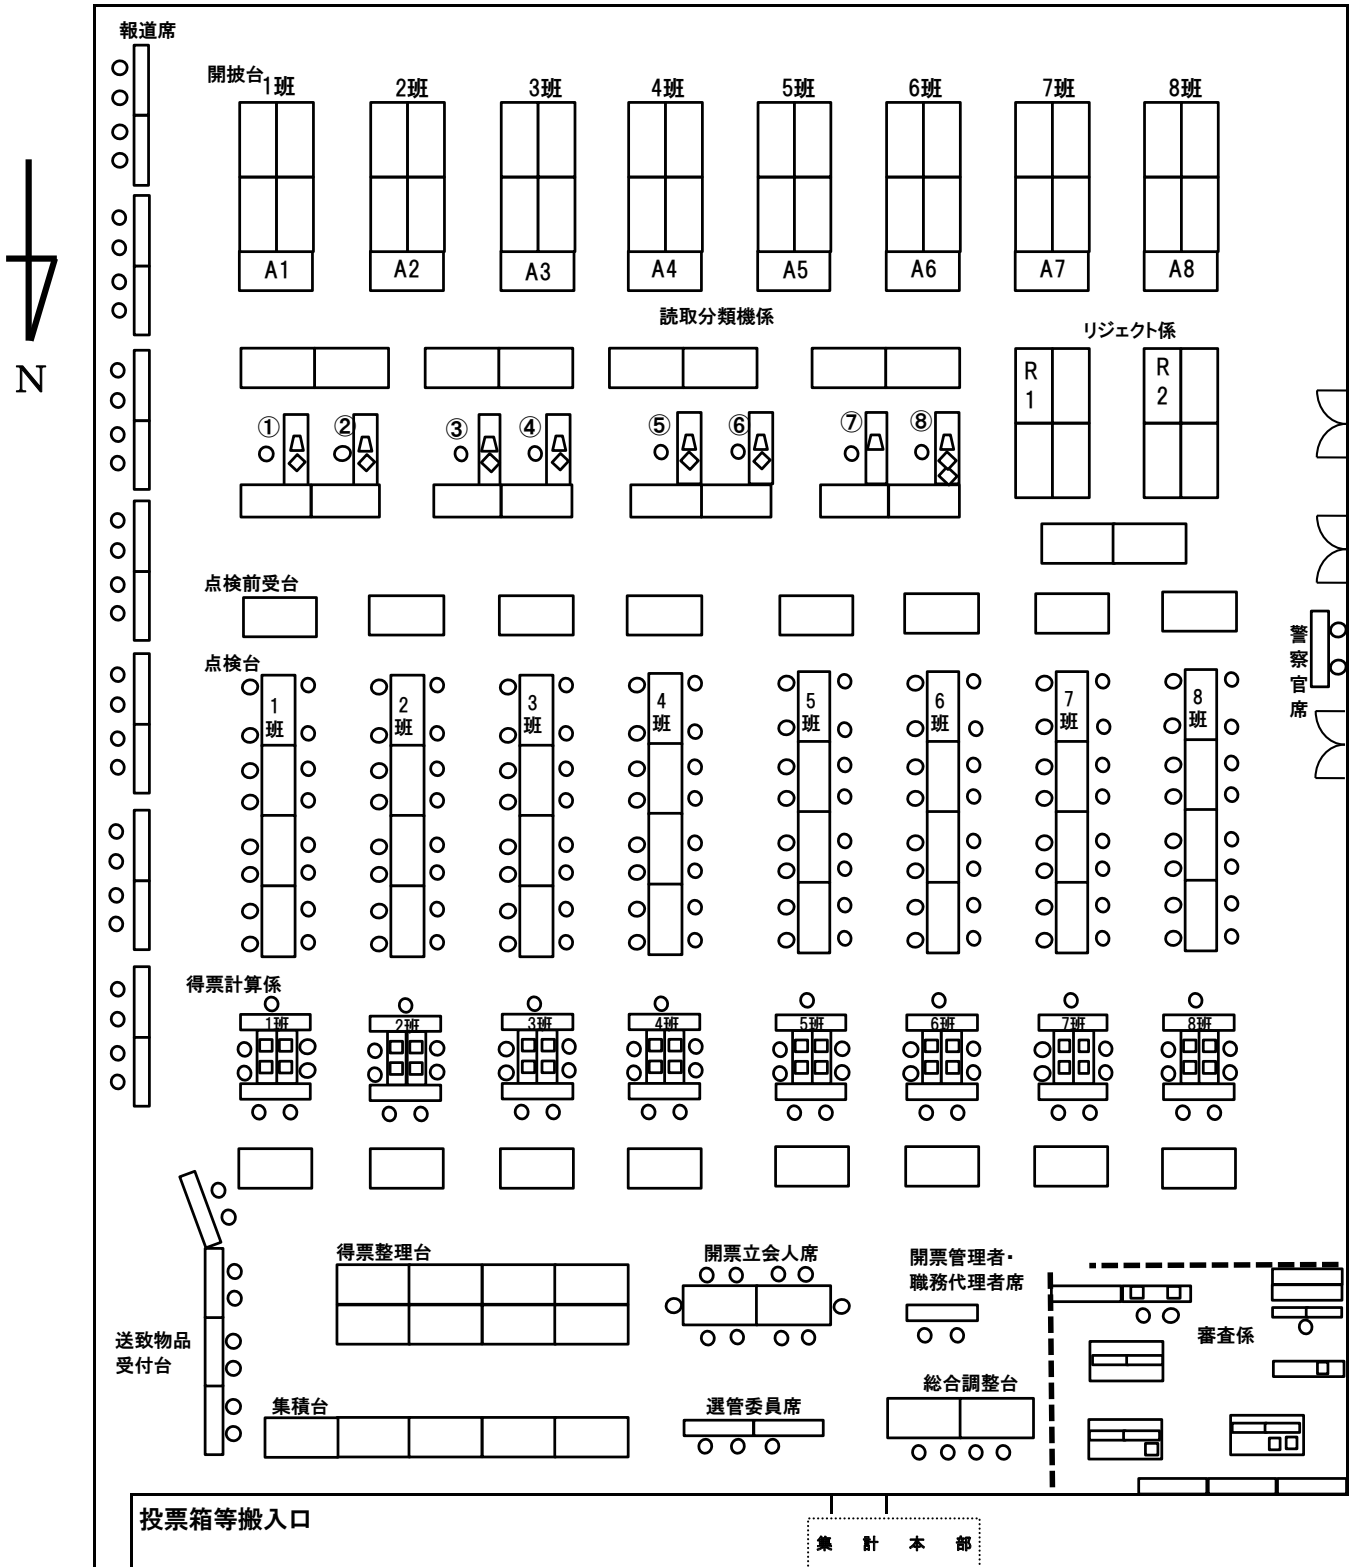 報道席
開披台
1班 2班 3班 4班 5班 6班 7班 8班
A1 A2 A3 A4 A5 A6 A7 A8
N
読取分類機係
リジェクト係
R1 R2
① ② ③ ④ ⑤ ⑥ ⑦ ⑧
点検前受台
警察官席
点検台
1班 2班 3班 4班 5班 6班 7班 8班
得票計算係
1班 2班 3班 4班 5班 6班 7班 8班
得票整理台
開票立会人席
開票管理者・
職務代理者席
審査係
送致物品
受付台
集積台
選管委員席
総合調整台
投票箱等搬入口
集計本部